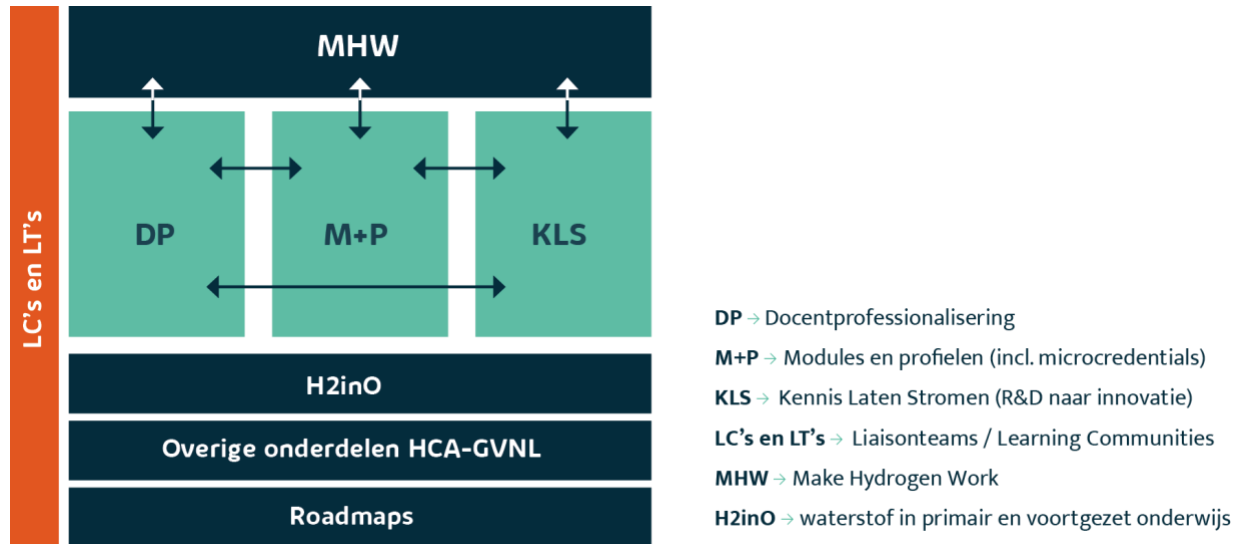 LC's en LT's
MHW
DP
M+P
KLS
H2inO
Overige onderdelen HCA-GVNL
Roadmaps
DP → Docentprofessionalisering
M+P → Modules en profielen (incl. microcredentials)
KLS → Kennis Laten Stromen (R&D naar innovatie)
LC's en LT's → Liaisonteams / Learning Communities
MHW → Make Hydrogen Work
H2inO → waterstof in primair en voortgezet onderwijs